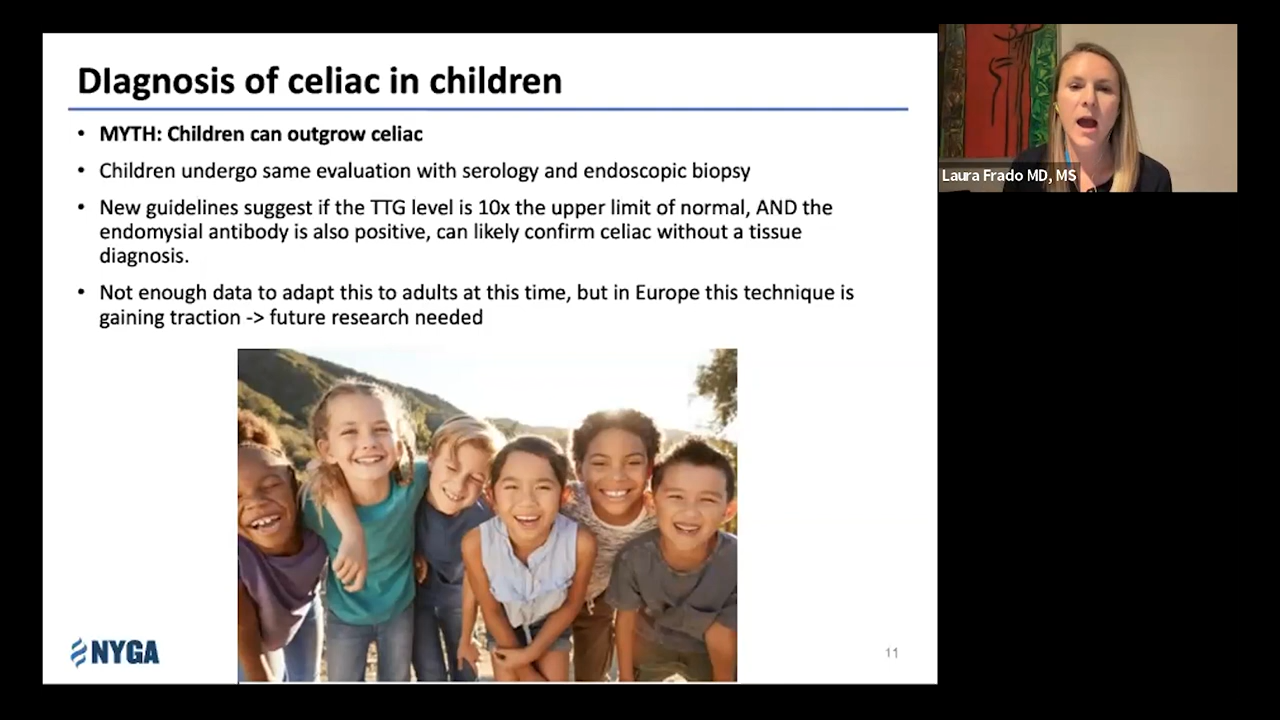 DIagnosis of celiac in children
• MYTH: Children can outgrow celiac
• Children undergo same evaluation with serology and endoscopic biopsy
• New guidelines suggest if the TTG level is 10x the upper limit of normal, AND the
endomysial antibody is also positive, can likely confirm celiac without a tissue
diagnosis.
• Not enough data to adapt this to adults at this time, but in Europe this technique is
gaining traction -> future research needed
NYGA
11
Laura Frado MD, MS